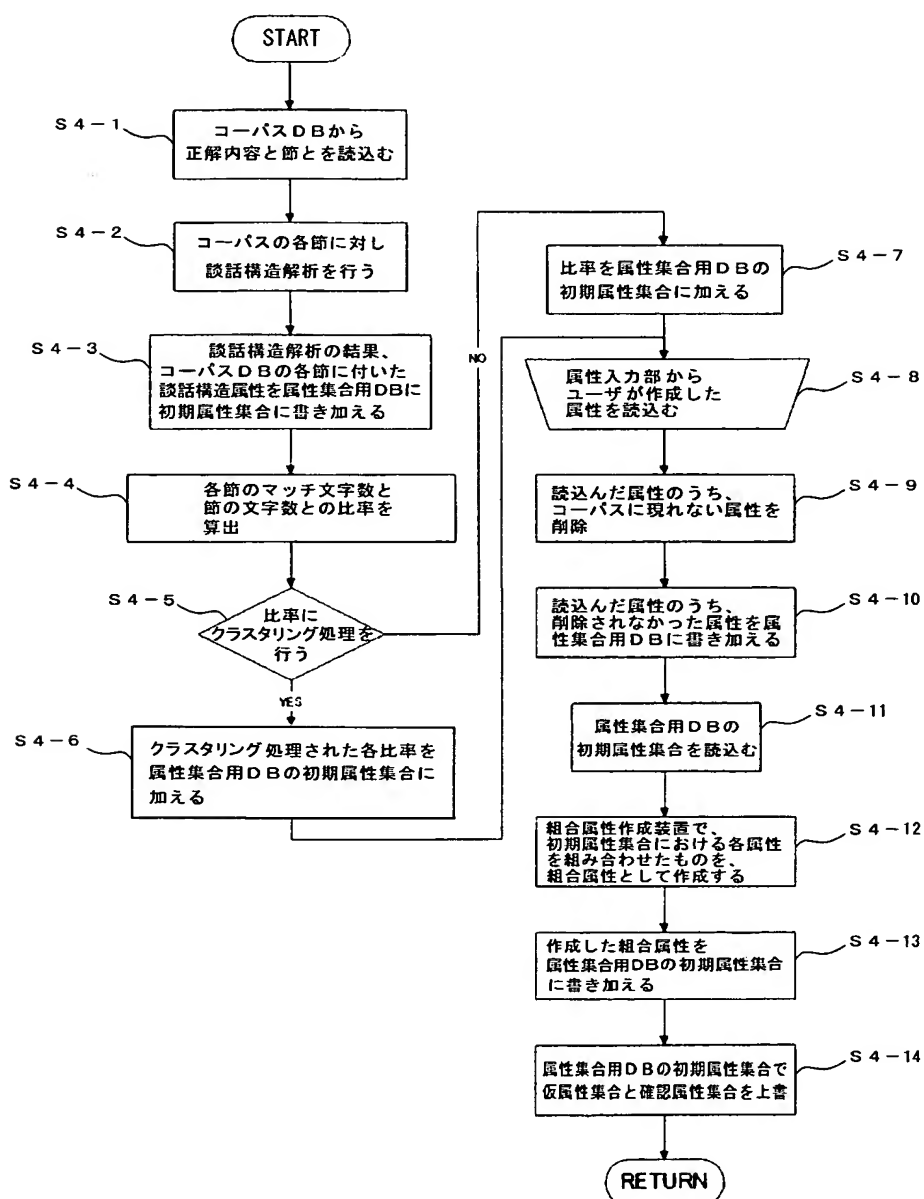 START
S4-1
コーパスDBから
正解内容と節とを読込む
S4-2
コーパスの各節に対し
談話構造解析を行う
S4-3
談話構造解析の結果、
コーパスDBの各節に付いた
談話構造属性を属性集合用DBに
初期属性集合に書き加える
S4-4
各節のマッチ文字数と
節の文字数との比率を
算出
S4-5
比率に
クラスタリング処理を
行う
NO
YES
S4-6
クラスタリング処理された各比率を
属性集合用DBの初期属性集合に
加える
S4-7
比率を属性集合用DBの
初期属性集合に加える
S4-8
属性入力部から
ユーザが作成した
属性を読込む
S4-9
読込んだ属性のうち、
コーパスに現れない属性を
削除
S4-10
読込んだ属性のうち、
削除されなかった属性を属
性集合用DBに書き加える
S4-11
属性集合用DBの
初期属性集合を読込む
S4-12
組合属性作成装置で、
初期属性集合における各属性
を組み合わせたものを、
組合属性として作成する
S4-13
作成した組合属性を
属性集合用DBの初期属性集合
に書き加える
S4-14
属性集合用DBの初期属性集合で
仮属性集合と確認属性集合を上書
RETURN